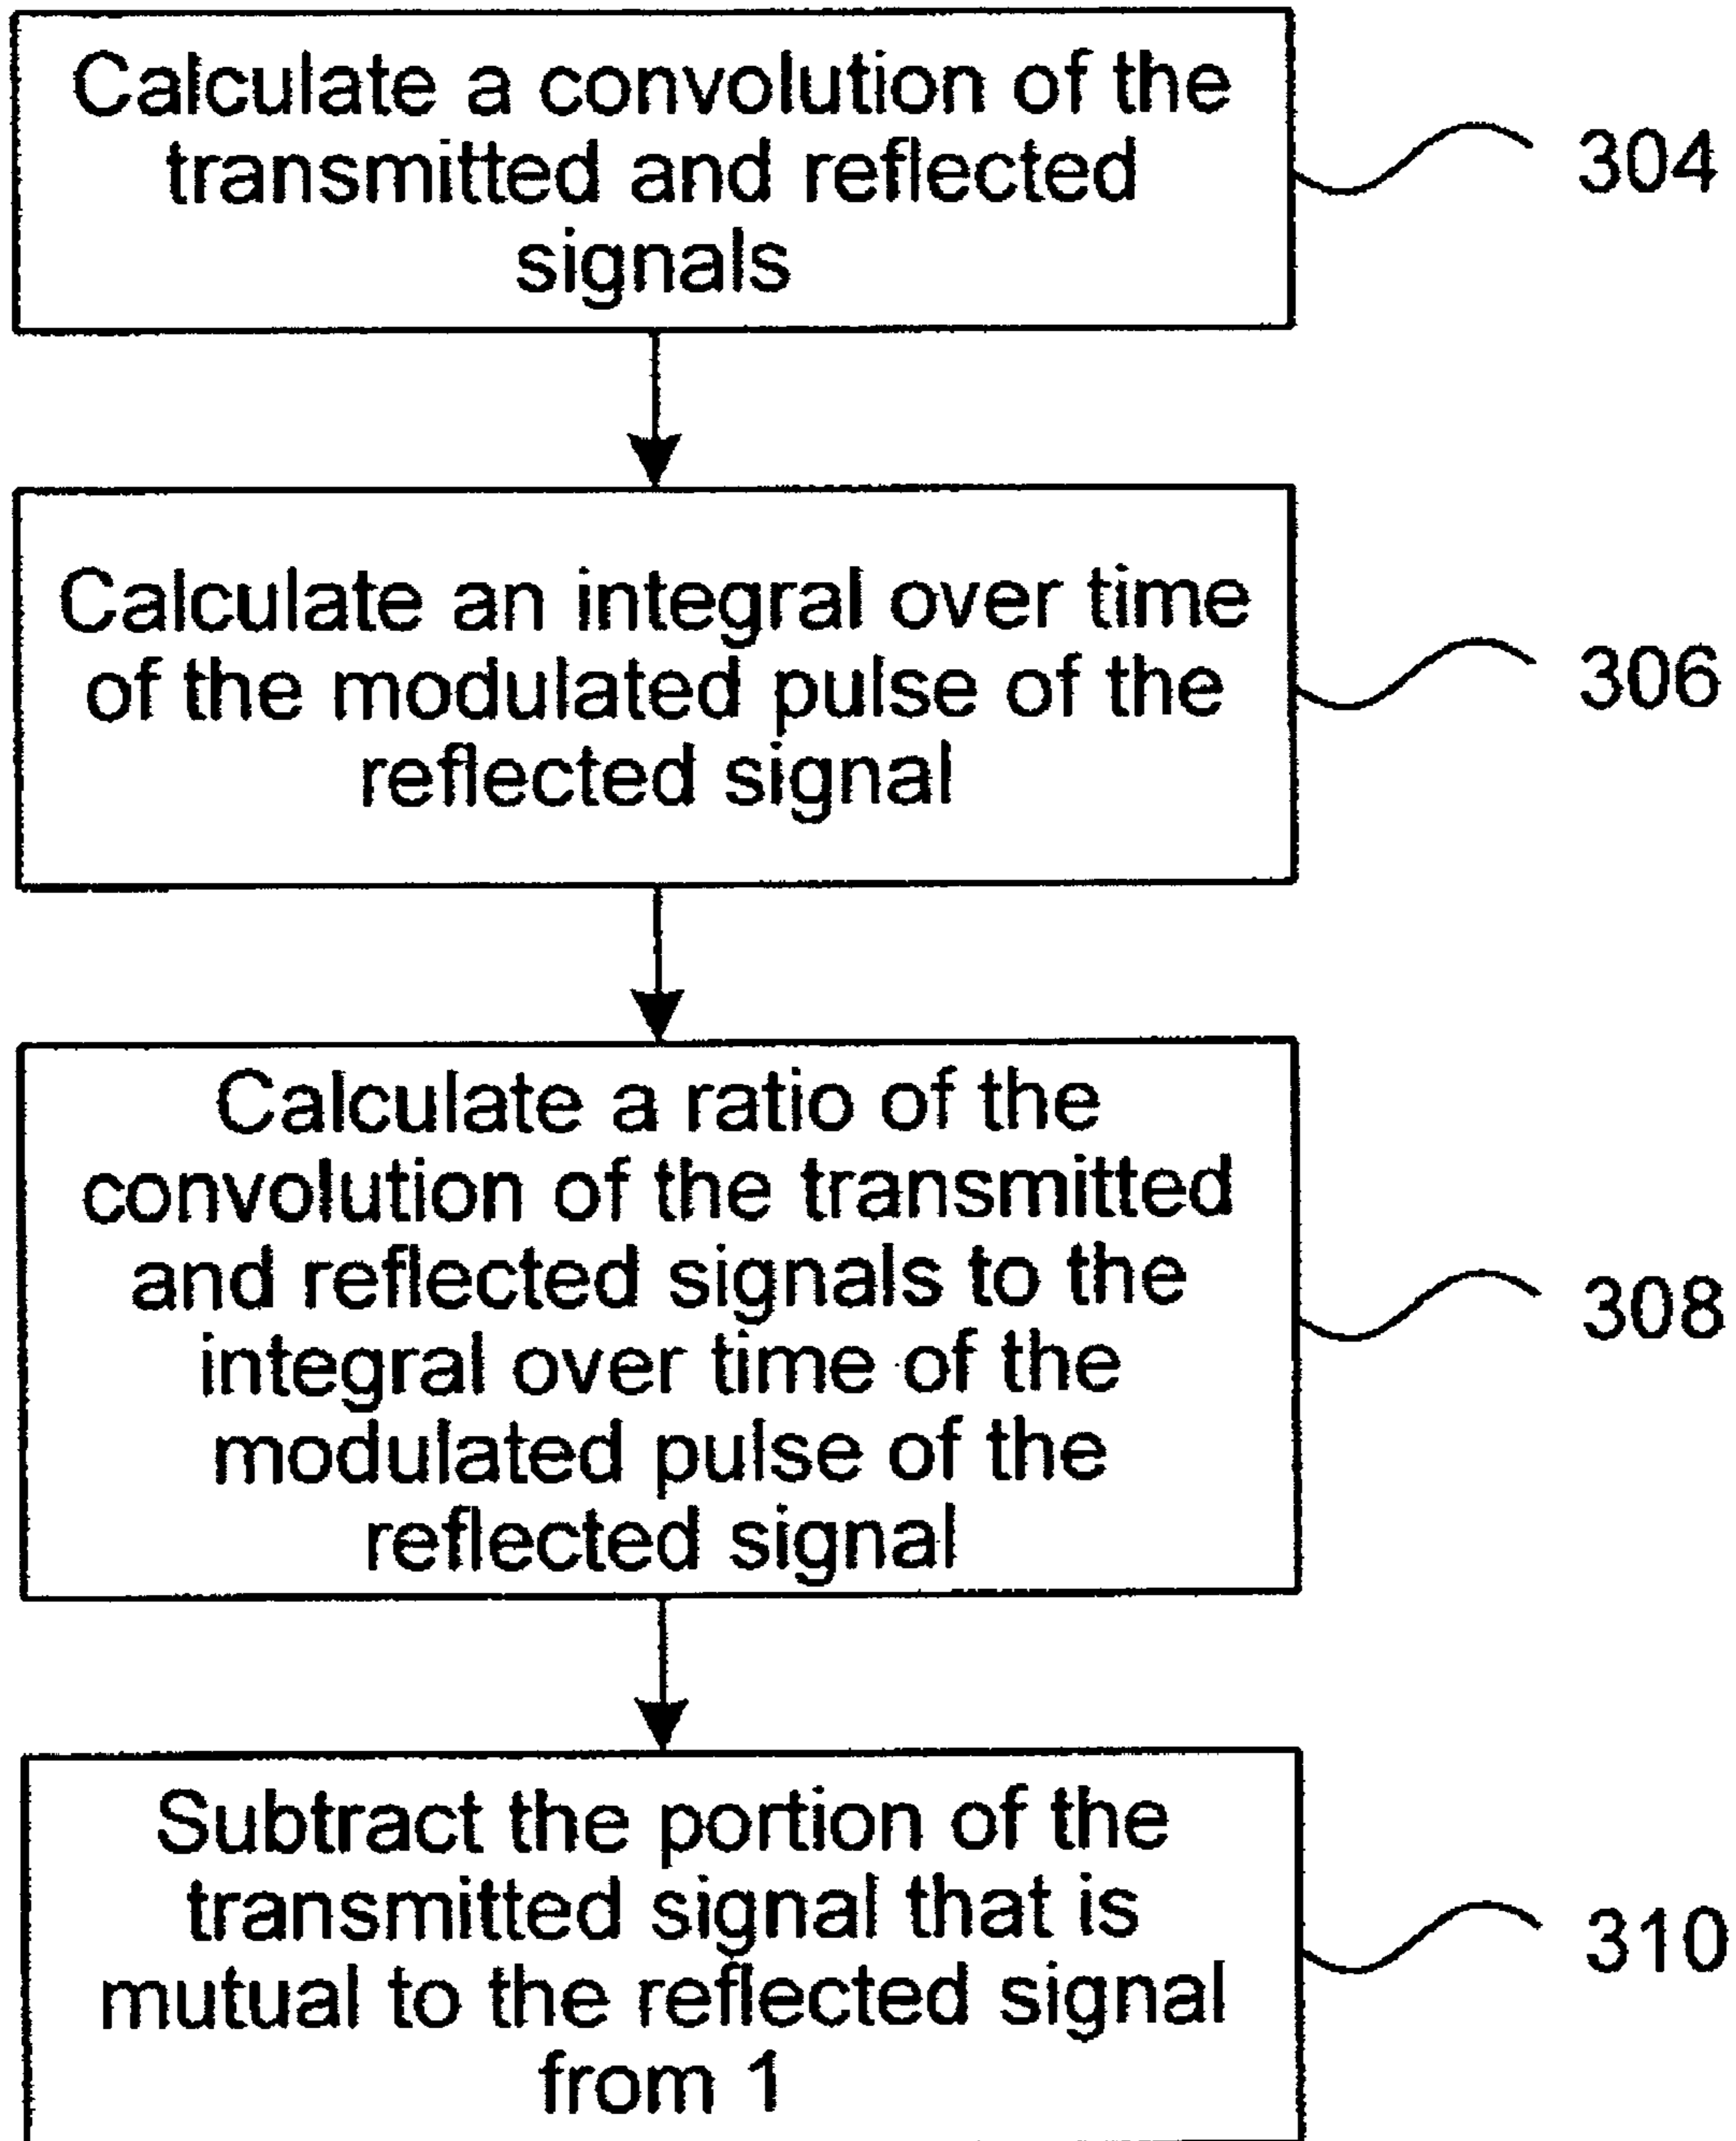 Calculate a convolution of the
transmitted and reflected
signals
304
Calculate an integral over time
of the modulated pulse of the
reflected signal
306
Calculate a ratio of the
convolution of the transmitted
and reflected signals to the
integral over time of the
modulated pulse of the
reflected signal
308
Subtract the portion of the
transmitted signal that is
mutual to the reflected signal
from 1
310